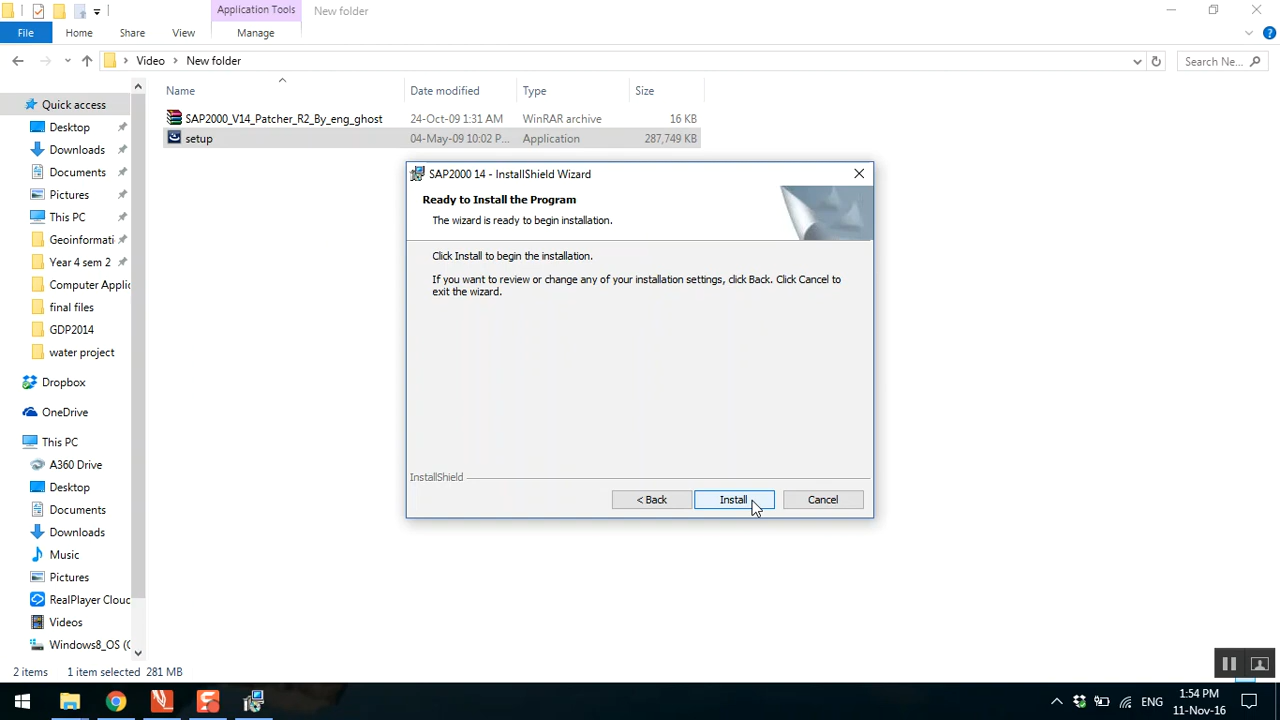 Application Tools
New folder
File
Home
Share
View
Manage
Video
New folder
Search Ne...
Quick access
Desktop
Downloads
Documents
Pictures
This PC
Geoinformati
Year 4 sem 2
Computer Applic
final files
GDP2014
water project
Dropbox
OneDrive
This PC
A360 Drive
Desktop
Documents
Downloads
Music
Pictures
RealPlayer Cloud
Videos
Windows8_OS (C
Name Date modified Type Size
SAP2000_V14_Patcher_R2_By_eng_ghost 24-Oct-09 1:31 AM WinRAR archive 16 KB
setup 04-May-09 10:02 P... Application 287,749 KB
SAP2000 14 - InstallShield Wizard
Ready to Install the Program
The wizard is ready to begin installation.
Click Install to begin the installation.
If you want to review or change any of your installation settings, click Back. Click Cancel to
exit the wizard.
InstallShield
< Back Install Cancel
2 items 1 item selected 281 MB
ENG
1:54 PM
11-Nov-16